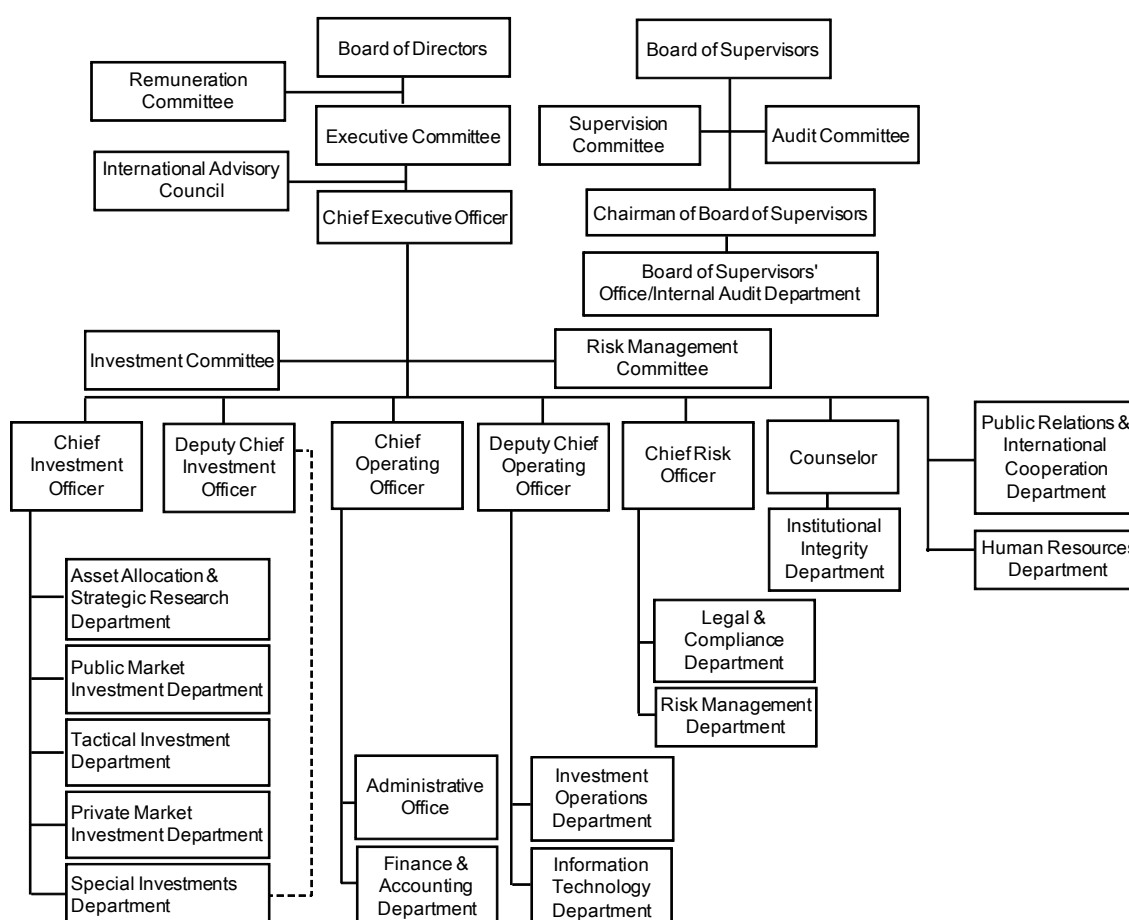 Board of Directors
Board of Supervisors
Remuneration
Committee
Executive Committee
Supervision
Committee
Audit Committee
International Advisory
Council
Chief Executive Officer
Chairman of Board of Supervisors
Board of Supervisors'
Office/Internal Audit Department
Investment Committee
Risk Management
Committee
Chief
Investment
Officer
Deputy Chief
Investment
Officer
Chief
Operating
Officer
Deputy Chief
Operating
Officer
Chief Risk
Officer
Counselor
Public Relations &
International
Cooperation
Department
Institutional
Integrity
Department
Human Resources
Department
Asset Allocation &
Strategic Research
Department
Public Market
Investment Department
Tactical Investment
Department
Private Market
Investment Department
Special Investments
Department
Legal &
Compliance
Department
Risk Management
Department
Administrative
Office
Finance &
Accounting
Department
Investment
Operations
Department
Information
Technology
Department